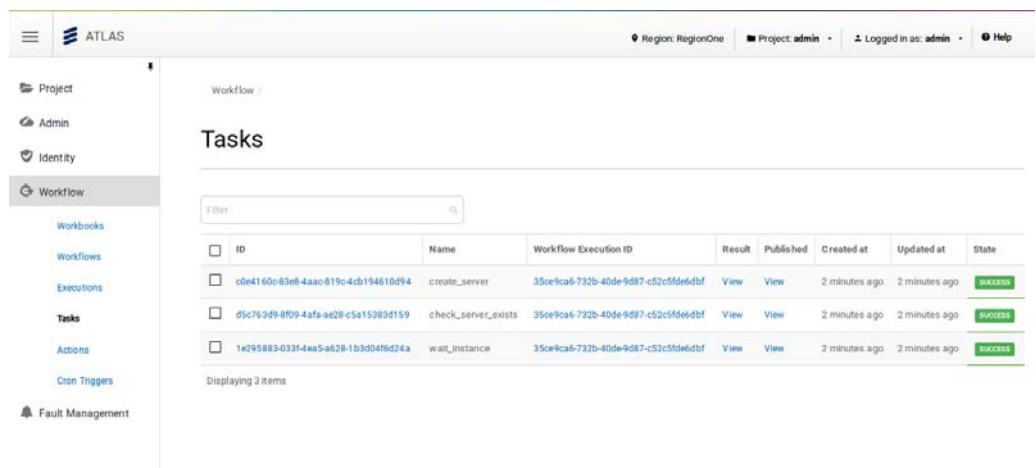 ATLAS
Region: RegionOne
Project: admin
Logged in as: admin
Help
Project
Admin
Identity
Workflow
Workbooks
Workflows
Executions
Tasks
Actions
Cron Triggers
Fault Management
Workflow /
Tasks
Filter
ID Name Workflow Execution ID Result Published Created at Updated at State
c0e4160c-83e8-4aac-819c-4cb194610d94 create_server 35ce9ca6-732b-40de-9d87-c52c5fde6dbf View View 2 minutes ago 2 minutes ago SUCCESS
d5c763d9-8f09-4afa-ae28-c5a15383d159 check_server_exists 35ce9ca6-732b-40de-9d87-c52c5fde6dbf View View 2 minutes ago 2 minutes ago SUCCESS
1e295883-033f-4ea5-a628-1b3d04f6d24a wait_instance 35ce9ca6-732b-40de-9d87-c52c5fde6dbf View View 2 minutes ago 2 minutes ago SUCCESS
Displaying 3 items